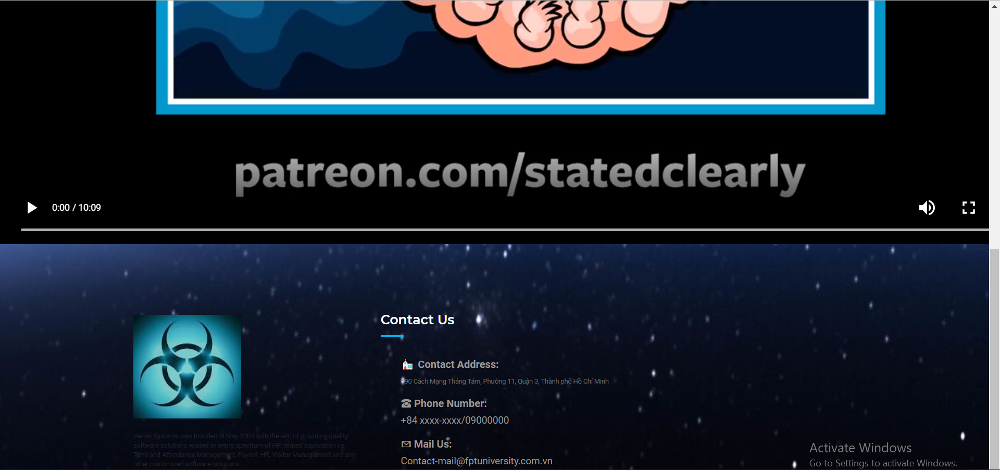 patreon.com/statedclearly
0:00 / 10:09
Contact Us
Contact Address:
590 Cách Mạng Tháng Tám, Phường 11, Quận 3, Thành phố Hồ Chí Minh
Phone Number:
+84 xxxx-xxxx/09000000
Mail Us:
Contact-mail@fptuniversity.com.vn
Vertex Systems was founded in May 2004 with the aim of providing quality
software solutions related to entire spectrum of HR related application i.e.
Time and Attendance Management, Payroll, HR, Visitor Management and any
other customized software solutions.
Activate Windows
Go to Settings to activate Windows.